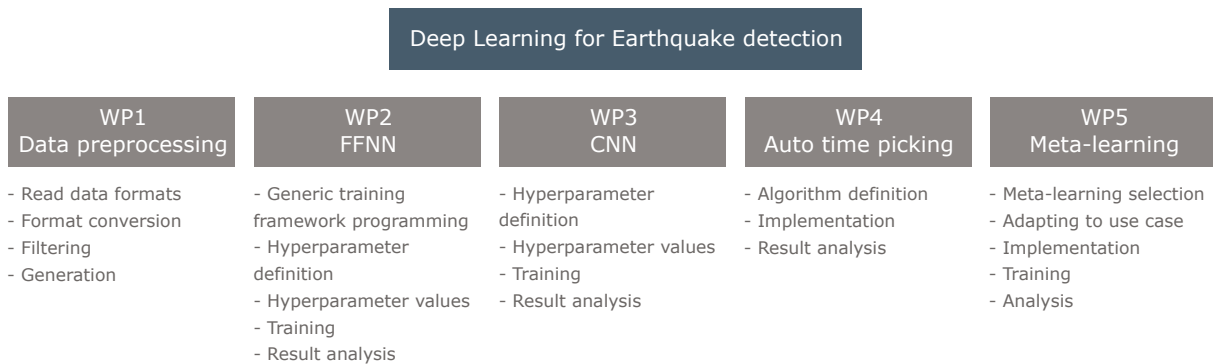 Deep Learning for Earthquake detection
WP1
Data preprocessing
- Read data formats
- Format conversion
- Filtering
- Generation
WP2
FFNN
- Generic training
framework programming
- Hyperparameter
definition
- Hyperparameter values
- Training
- Result analysis
WP3
CNN
- Hyperparameter
definition
- Hyperparameter values
- Training
- Result analysis
WP4
Auto time picking
- Algorithm definition
- Implementation
- Result analysis
WP5
Meta-learning
- Meta-learning selection
- Adapting to use case
- Implementation
- Training
- Analysis